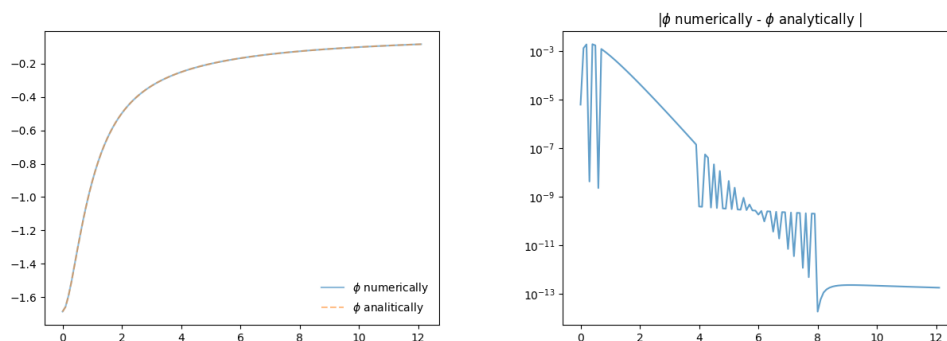 |ϕ numerically - ϕ analytically |
−0.2
−0.4
−0.6
−0.8
−1.0
−1.2
−1.4
−1.6
0 2 4 6 8 10 12
ϕ numerically
ϕ analitically
10⁻³
10⁻⁵
10⁻⁷
10⁻⁹
10⁻¹¹
10⁻¹³
0 2 4 6 8 10 12